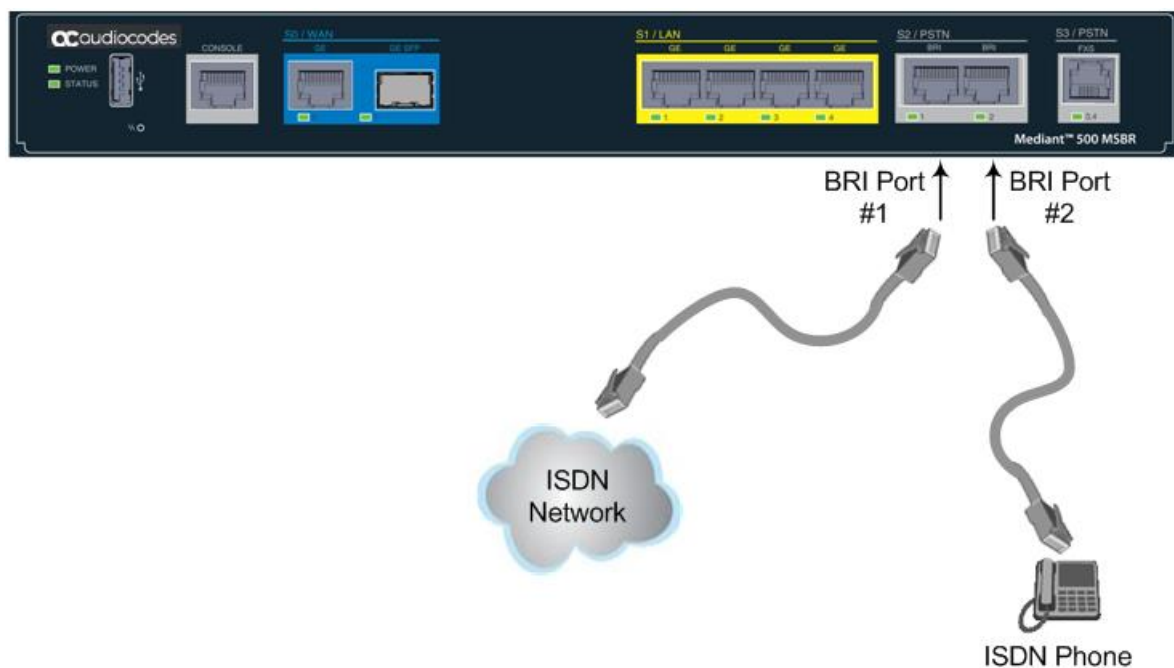 audiocodes
POWER
STATUS
CONSOLE
S0 / WAN
GE
GE SFP
S1 / LAN
GE
GE
GE
GE
1
2
3
4
S2 / PSTN
BRI
BRI
1
2
S3 / PSTN
FXS
Mediant™ 500 MSBR
BRI Port
#1
BRI Port
#2
ISDN
Network
ISDN Phone